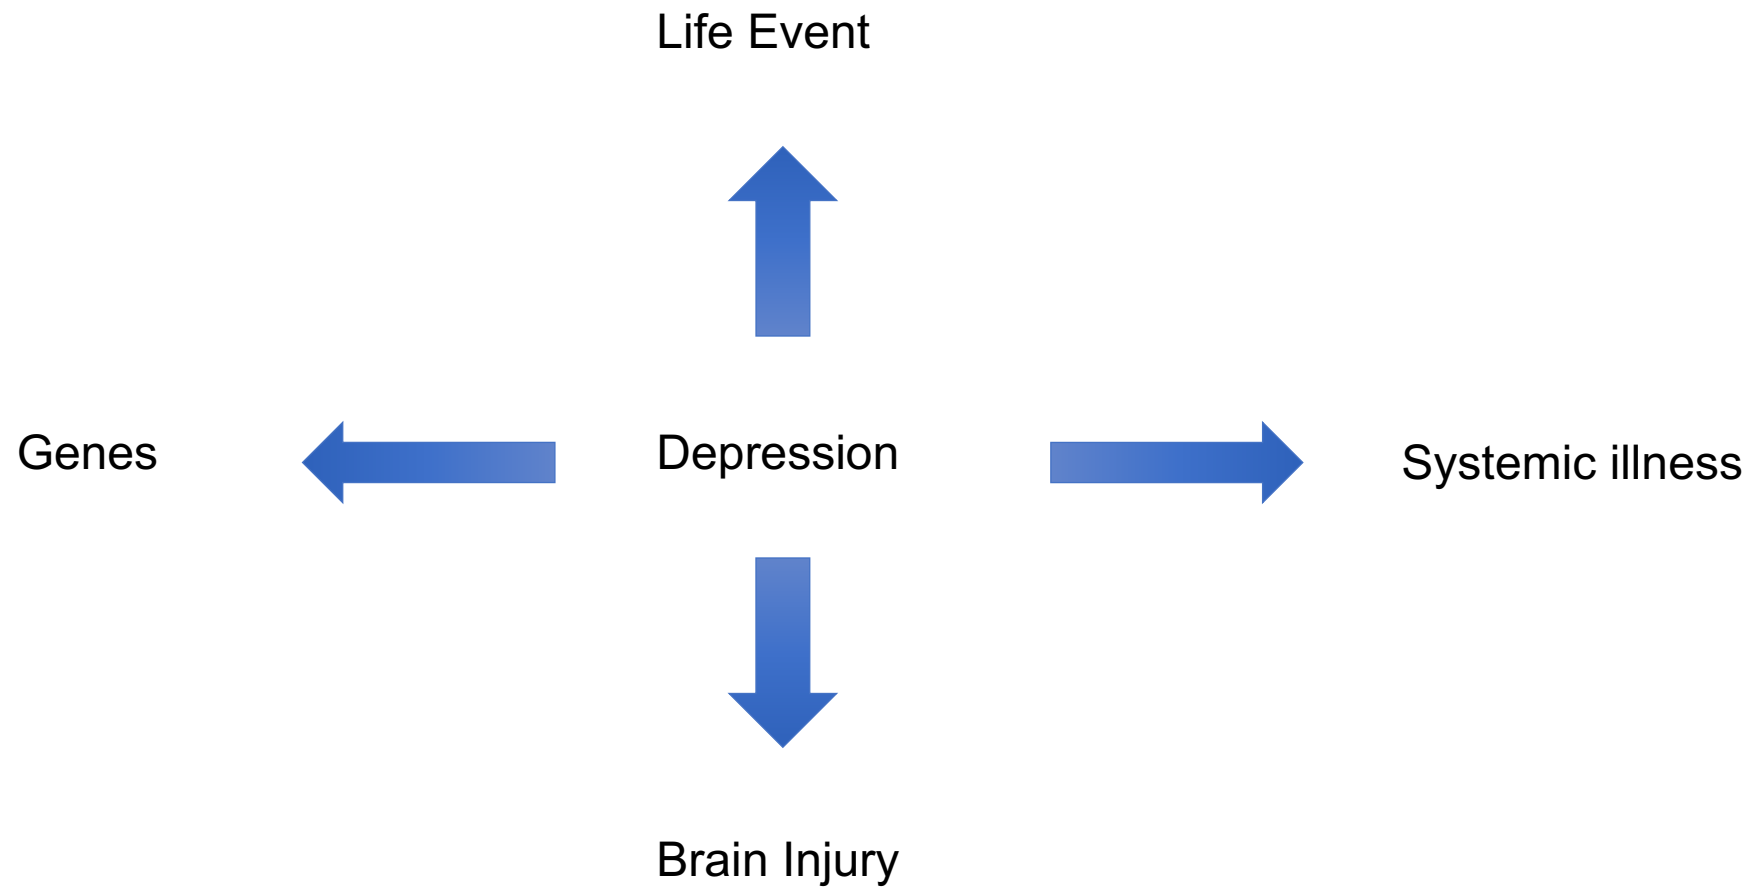 Life Event
Genes
Depression
Systemic illness
Brain Injury